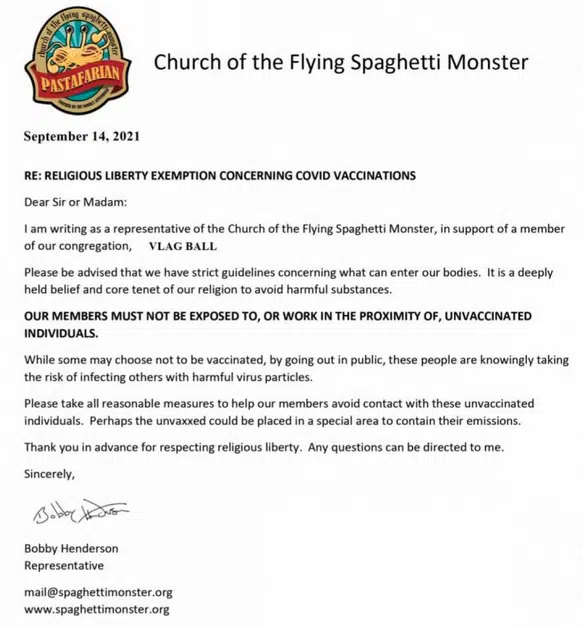 church of the flying spaghetti monster
PASTAFARIAN
Church of the Flying Spaghetti Monster
September 14, 2021
RE: RELIGIOUS LIBERTY EXEMPTION CONCERNING COVID VACCINATIONS
Dear Sir or Madam:
I am writing as a representative of the Church of the Flying Spaghetti Monster, in support of a member
of our congregation, VLAG BALL
Please be advised that we have strict guidelines concerning what can enter our bodies. It is a deeply
held belief and core tenet of our religion to avoid harmful substances.
OUR MEMBERS MUST NOT BE EXPOSED TO, OR WORK IN THE PROXIMITY OF, UNVACCINATED
INDIVIDUALS.
While some may choose not to be vaccinated, by going out in public, these people are knowingly taking
the risk of infecting others with harmful virus particles.
Please take all reasonable measures to help our members avoid contact with these unvaccinated
individuals. Perhaps the unvaxxed could be placed in a special area to contain their emissions.
Thank you in advance for respecting religious liberty. Any questions can be directed to me.
Sincerely,
Bobby Henderson
Representative
mail@spaghettimonster.org
www.spaghettimonster.org